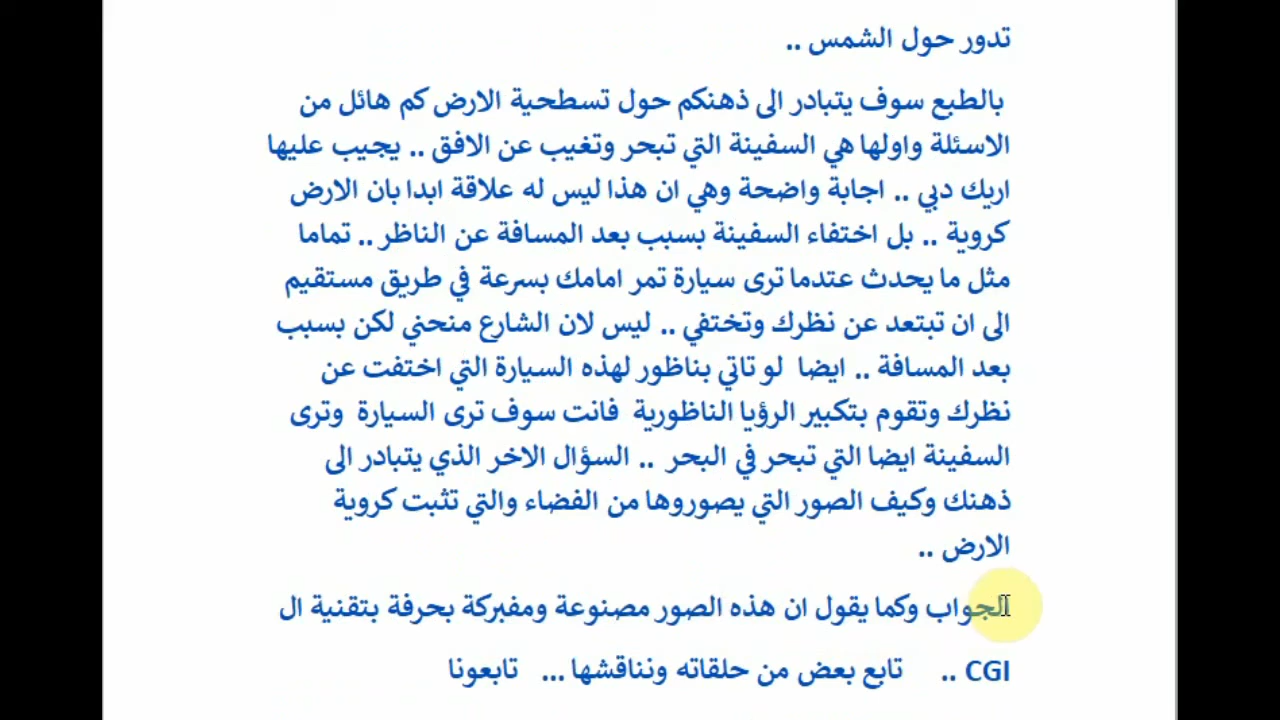 تدور حول الشمس ..
بالطبع سوف يتبادر الى ذهنكم حول تسطحية الارض كم هائل من
الاسئلة واولها هي السفينة التي تبحر وتغيب عن الافق .. يجيب عليها
اريك دبي .. اجابة واضحة وهي ان هذا ليس له علاقة ابدا بان الارض
كروية .. بل اختفاء السفينة بسبب بعد المسافة عن الناظر .. تماما
مثل ما يحدث عتدما ترى سيارة تمر امامك بسرعة في طريق مستقيم
الى ان تبتعد عن نظرك وتختفي .. ليس لان الشارع منحني لكن بسبب
بعد المسافة .. ايضا لو تاتي بناظور لهذه السيارة التي اختفت عن
نظرك وتقوم بتكبير الرؤيا الناظورية فانت سوف ترى السيارة وترى
السفينة ايضا التي تبحر في البحر .. السؤال الاخر الذي يتبادر الى
ذهنك وكيف الصور التي يصوروها من الفضاء والتي تثبت كروية
الارض ..
الجواب وكما يقول ان هذه الصور مصنوعة ومفبركة بحرفة بتقنية ال
CGI .. تابع بعض من حلقاته ونناقشها ... تابعونا